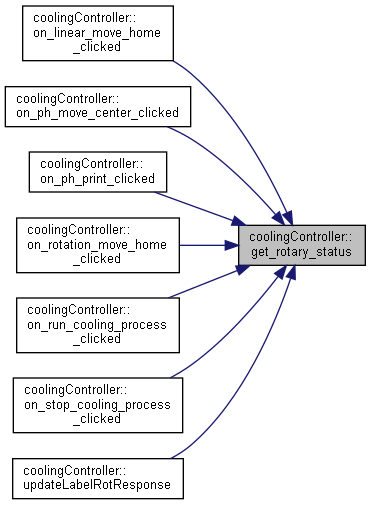 coolingController::
on_linear_move_home
_clicked
coolingController::
on_ph_move_center_clicked
coolingController::
on_ph_print_clicked
coolingController::
on_rotation_move_home
_clicked
coolingController::
get_rotary_status
coolingController::
on_run_cooling_process
_clicked
coolingController::
on_stop_cooling_process
_clicked
coolingController::
updateLabelRotResponse